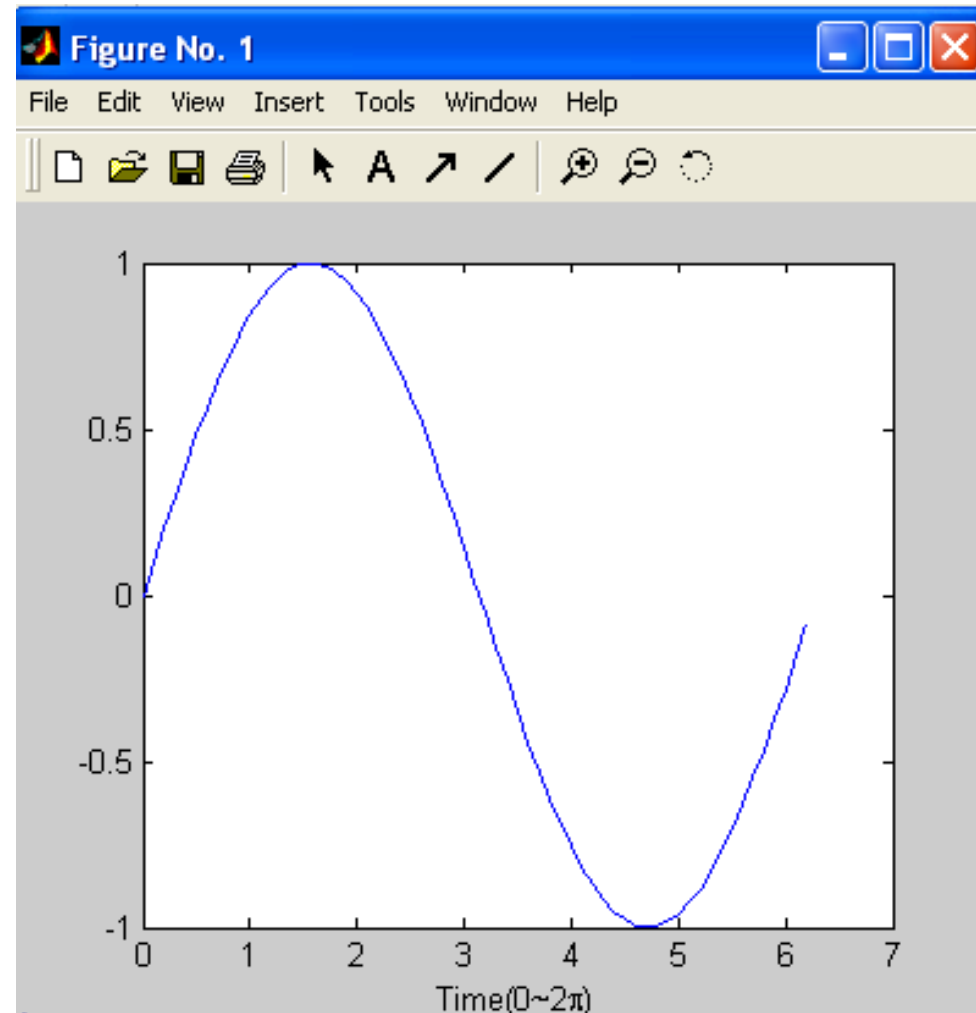 Figure No. 1
File Edit View Insert Tools Window Help
A
1
0.5
0
-0.5
-1
0 1 2 3 4 5 6 7
Time(0~2π)